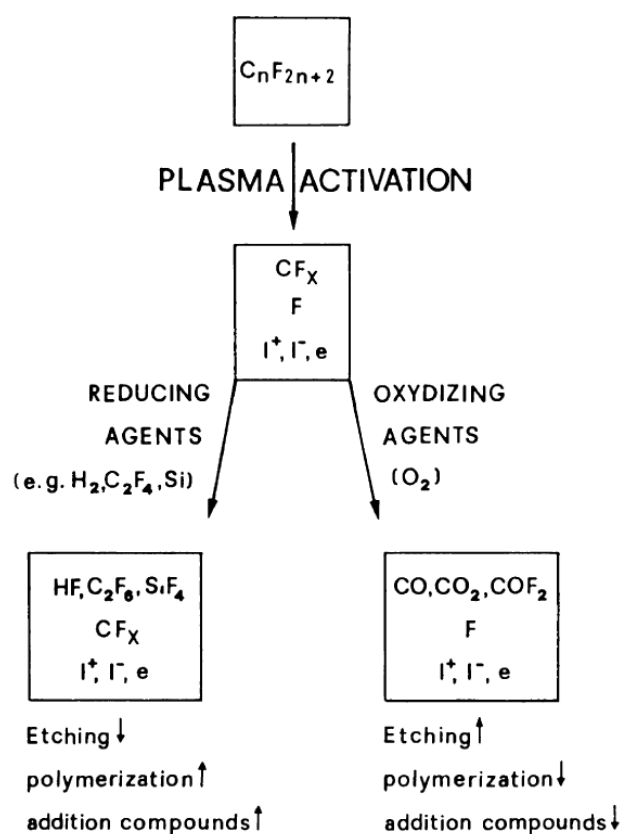 CnF2n+2
PLASMA ACTIVATION
CFX
F
I+, I-, e
REDUCING
AGENTS
(e.g. H2,C2F4,Si)
OXYDIZING
AGENTS
(O2)
HF,C2F6,SiF4
CFX
I+, I-, e
Etching↓
polymerization↑
addition compounds↑
CO,CO2,COF2
F
I+, I-, e
Etching↑
polymerization↓
addition compounds↓